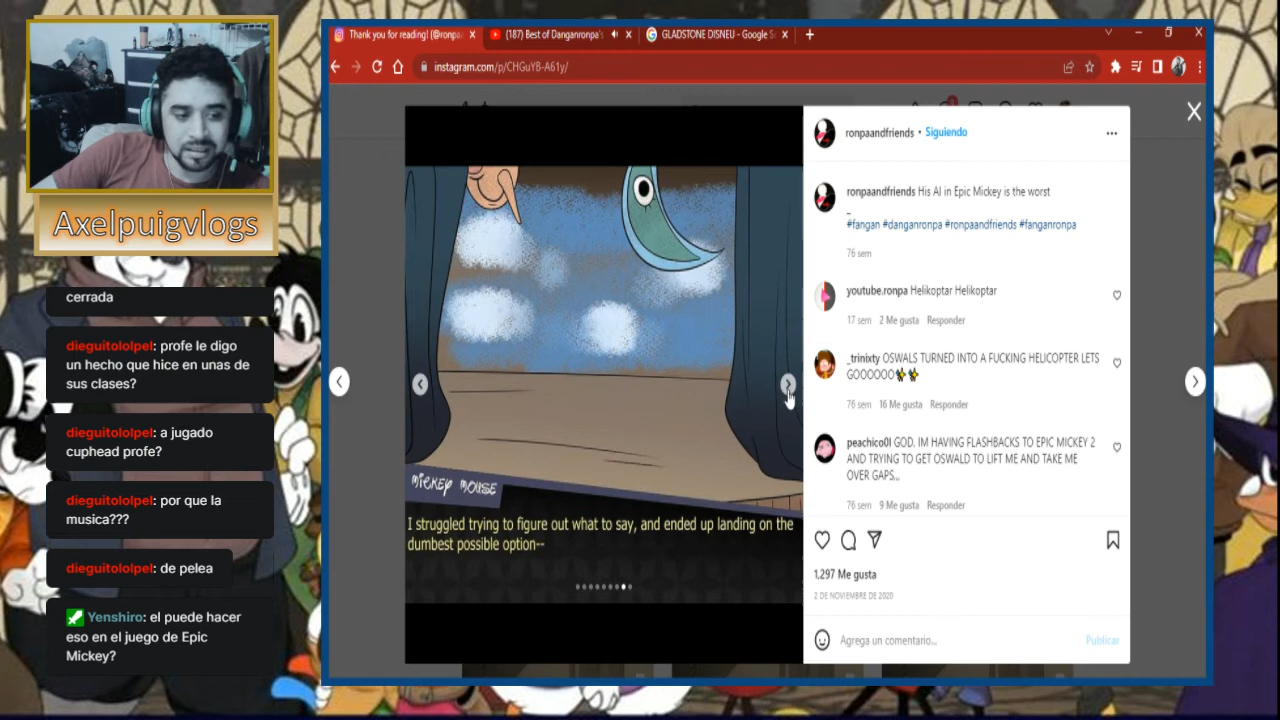 Thank you for reading! (@ronpa
(187) Best of Danganronpa's
GLADSTONE DISNEU - Google S
instagram.com/p/CHGuYB-A61y/
Axelpuigvlogs
cerrada
dieguitololpel: profe le digo
un hecho que hice en unas de
sus clases?
dieguitololpel: a jugado
cuphead profe?
dieguitololpel: por que la
musica???
dieguitololpel: de pelea
Yenshiro: el puede hacer
eso en el juego de Epic
Mickey?
MICKEY MOUSE
I struggled trying to figure out what to say, and ended up landing on the
dumbest possible option--
ronpaandfriends • Siguiendo
ronpaandfriends His AI in Epic Mickey is the worst
_
#fangan #danganronpa #ronpaandfriends #fanganronpa
76 sem
youtube.ronpa Helikoptar Helikoptar
17 sem 2 Me gusta Responder
_trinixty OSWALS TURNED INTO A FUCKING HELICOPTER LETS
GOOOOOO
76 sem 16 Me gusta Responder
peachico0l GOD. IM HAVING FLASHBACKS TO EPIC MICKEY 2
AND TRYING TO GET OSWALD TO LIFT ME AND TAKE ME
OVER GAPS...
76 sem 9 Me gusta Responder
1,297 Me gusta
2 DE NOVIEMBRE DE 2020
Agrega un comentario...
Publicar